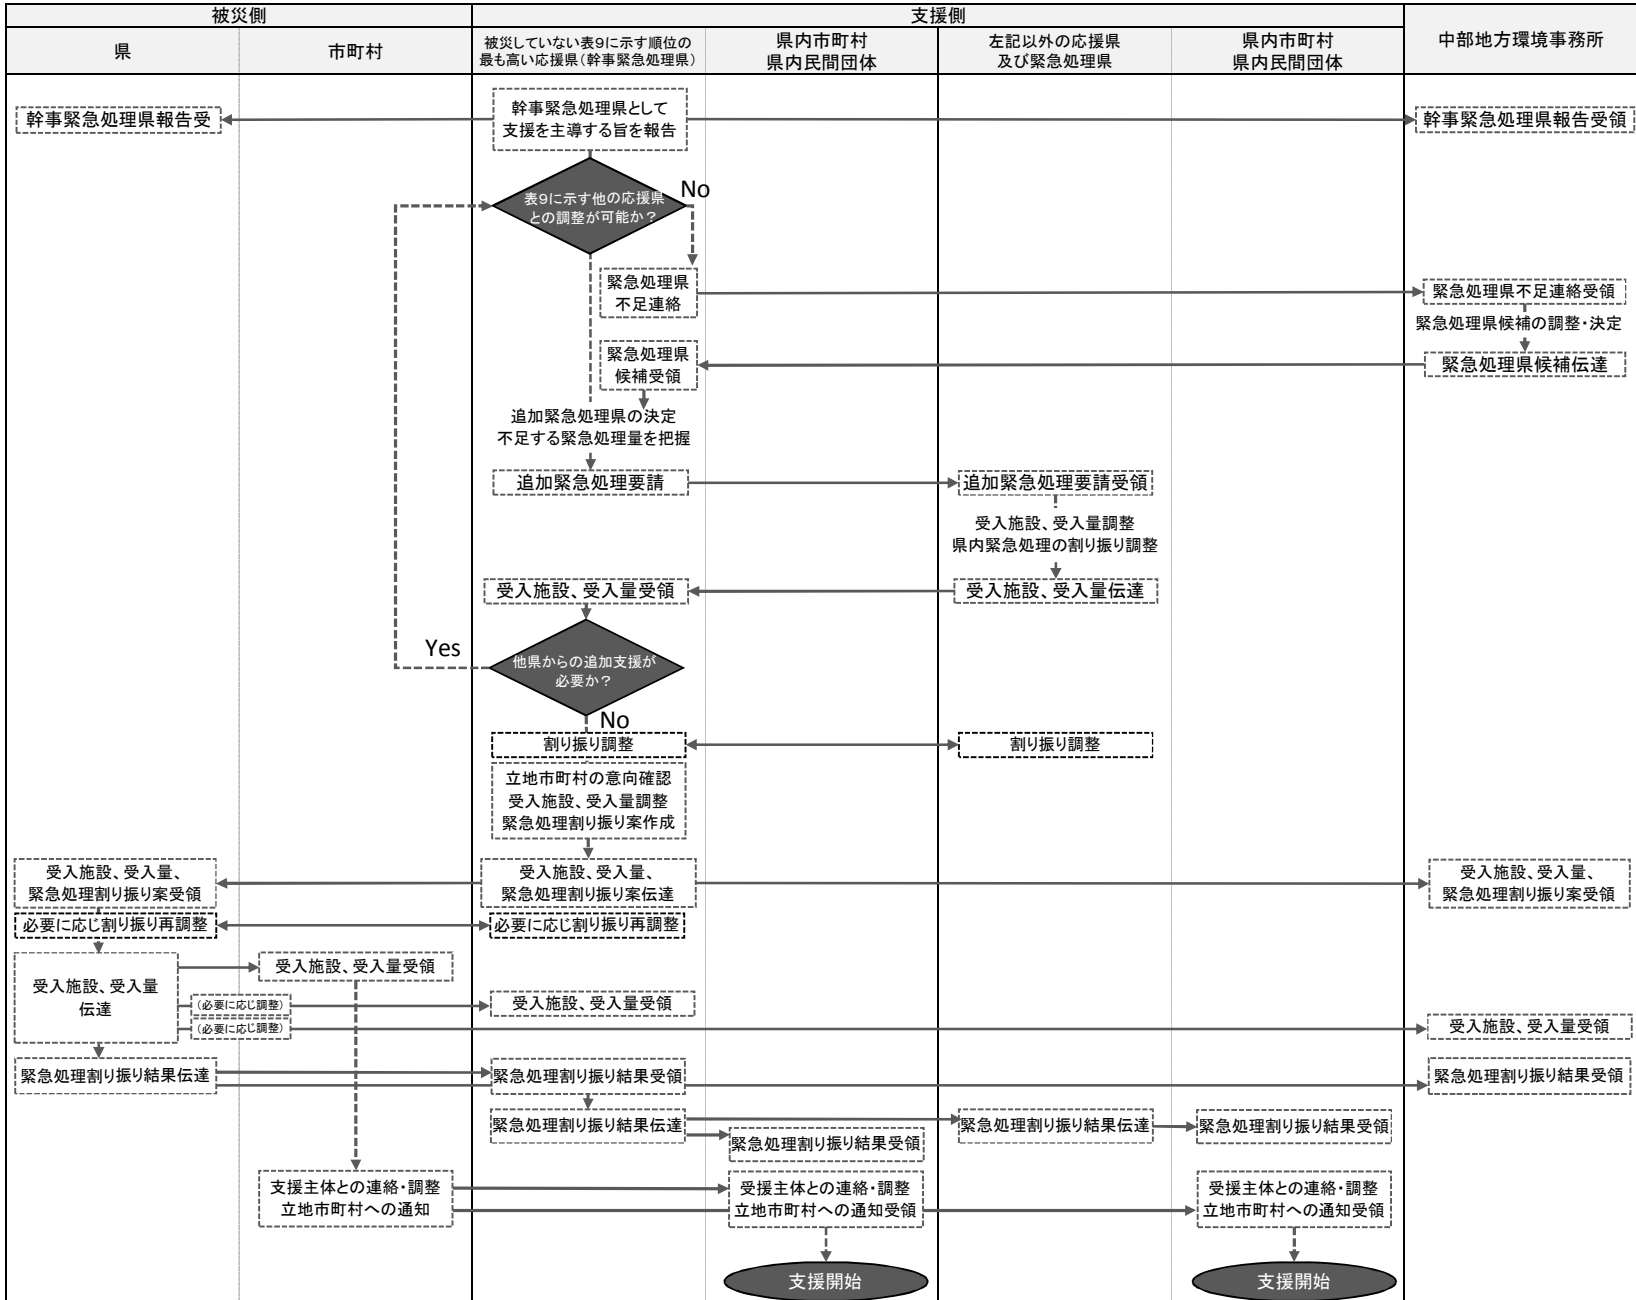 被災側
支援側
県
市町村
被災していない表9に示す順位の
最も高い応援県(幹事緊急処理県)
県内市町村
県内民間団体
左記以外の応援県
及び緊急処理県
県内市町村
県内民間団体
中部地方環境事務所
幹事緊急処理県報告受
幹事緊急処理県として
支援を主導する旨を報告
幹事緊急処理県報告受領
表9に示す他の応援県
との調整が可能か?
No
緊急処理県
不足連絡
緊急処理県不足連絡受領
緊急処理県候補の調整・決定
緊急処理県
候補受領
緊急処理県候補伝達
追加緊急処理県の決定
不足する緊急処理量を把握
追加緊急処理要請
追加緊急処理要請受領
受入施設、受入量調整
県内緊急処理の割り振り調整
受入施設、受入量受領
受入施設、受入量伝達
Yes
他県からの追加支援が
必要か?
No
割り振り調整
割り振り調整
立地市町村の意向確認
受入施設、受入量調整
緊急処理割り振り案作成
受入施設、受入量、
緊急処理割り振り案受領
受入施設、受入量、
緊急処理割り振り案伝達
受入施設、受入量、
緊急処理割り振り案受領
必要に応じ割り振り再調整
必要に応じ割り振り再調整
受入施設、受入量
伝達
受入施設、受入量受領
(必要に応じ調整)
受入施設、受入量受領
(必要に応じ調整)
受入施設、受入量受領
緊急処理割り振り結果伝達
緊急処理割り振り結果受領
緊急処理割り振り結果受領
緊急処理割り振り結果伝達
緊急処理割り振り結果受領
緊急処理割り振り結果伝達
緊急処理割り振り結果受領
支援主体との連絡・調整
立地市町村への通知
受援主体との連絡・調整
立地市町村への通知受領
受援主体との連絡・調整
立地市町村への通知受領
支援開始
支援開始